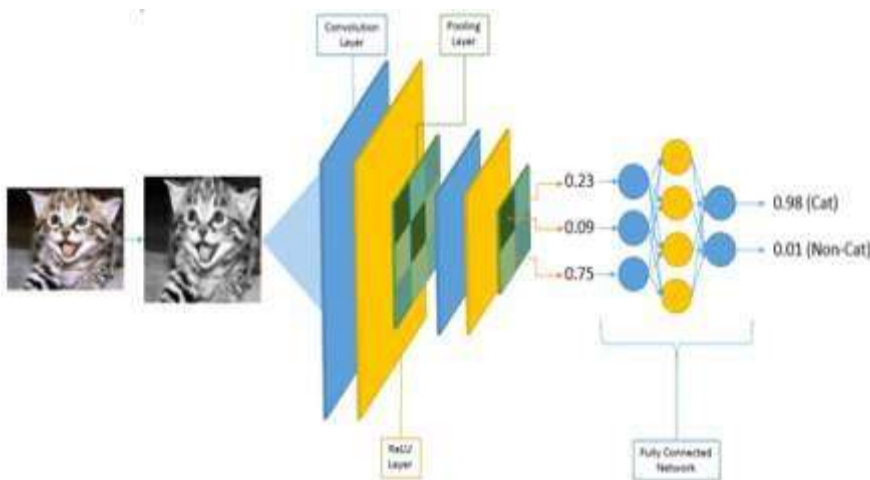 Convolution
Layer
Pooling
Layer
0.23
0.09
0.75
0.98 (Cat)
0.01 (Non-Cat)
ReLU
Layer
Fully Connected
Network